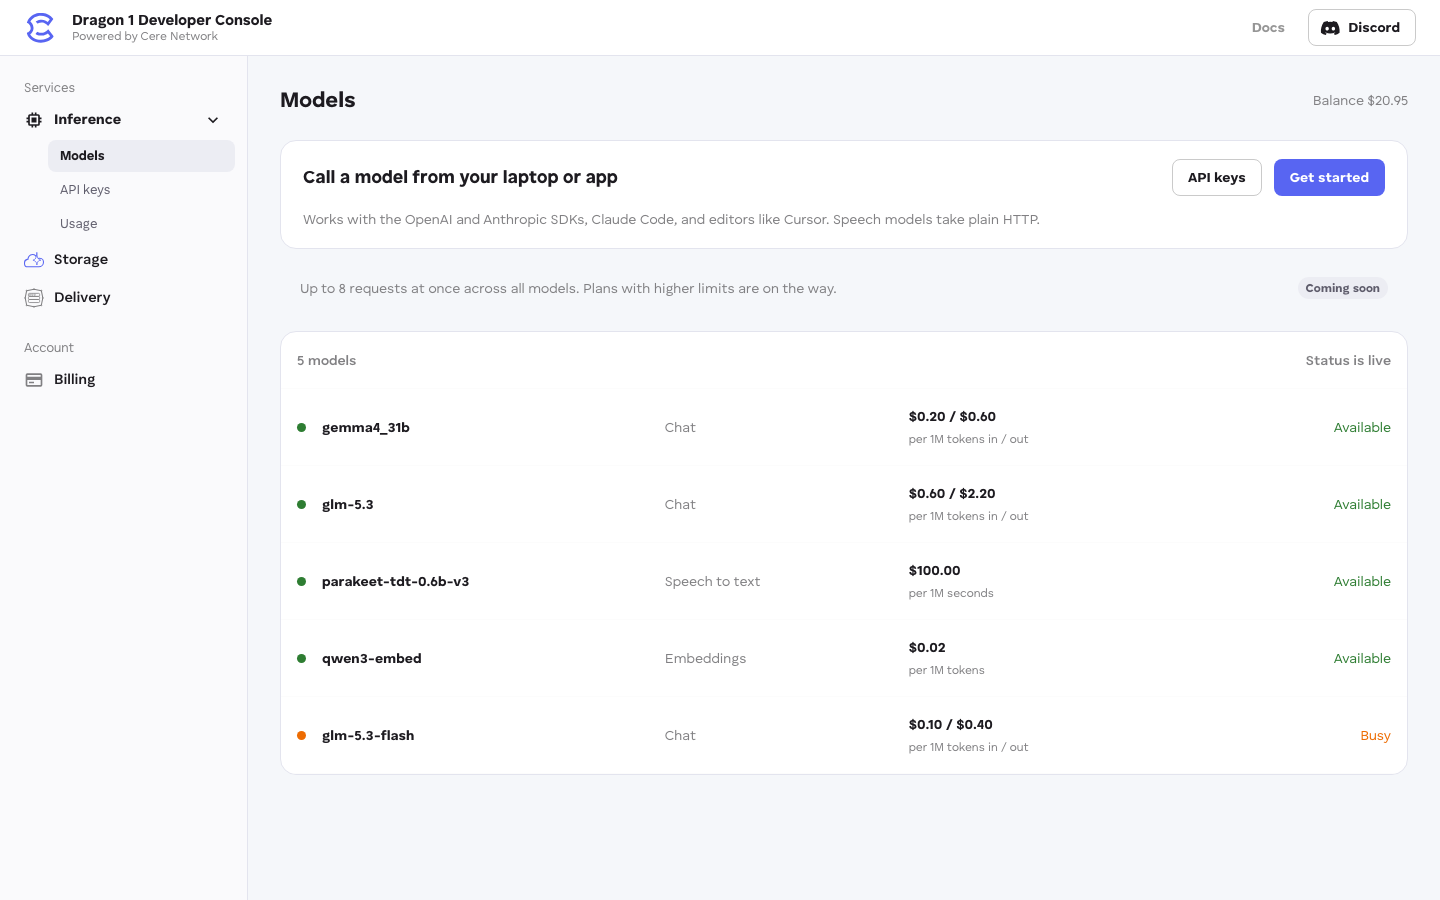 Dragon 1 Developer Console
Powered by Cere Network
Docs
Discord
Services
Inference
Models
API keys
Usage
Storage
Delivery
Account
Billing
Models
Balance $20.95
Call a model from your laptop or app
API keys
Get started
Works with the OpenAI and Anthropic SDKs, Claude Code, and editors like Cursor. Speech models take plain HTTP.
Up to 8 requests at once across all models. Plans with higher limits are on the way.
Coming soon
5 models
Status is live
gemma4_31b
Chat
$0.20 / $0.60
per 1M tokens in / out
Available
glm-5.3
Chat
$0.60 / $2.20
per 1M tokens in / out
Available
parakeet-tdt-0.6b-v3
Speech to text
$100.00
per 1M seconds
Available
qwen3-embed
Embeddings
$0.02
per 1M tokens
Available
glm-5.3-flash
Chat
$0.10 / $0.40
per 1M tokens in / out
Busy